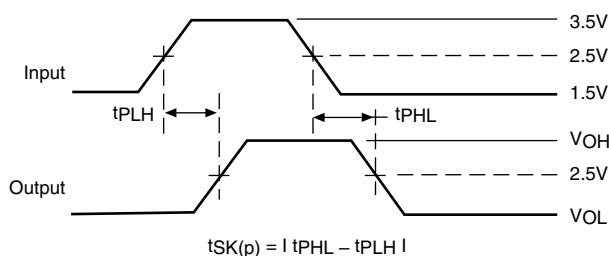 3.5V
Input
2.5V
1.5V
tPLH
tPHL
VOH
Output
2.5V
VOL
tSK(p) = I tPHL – tPLH I